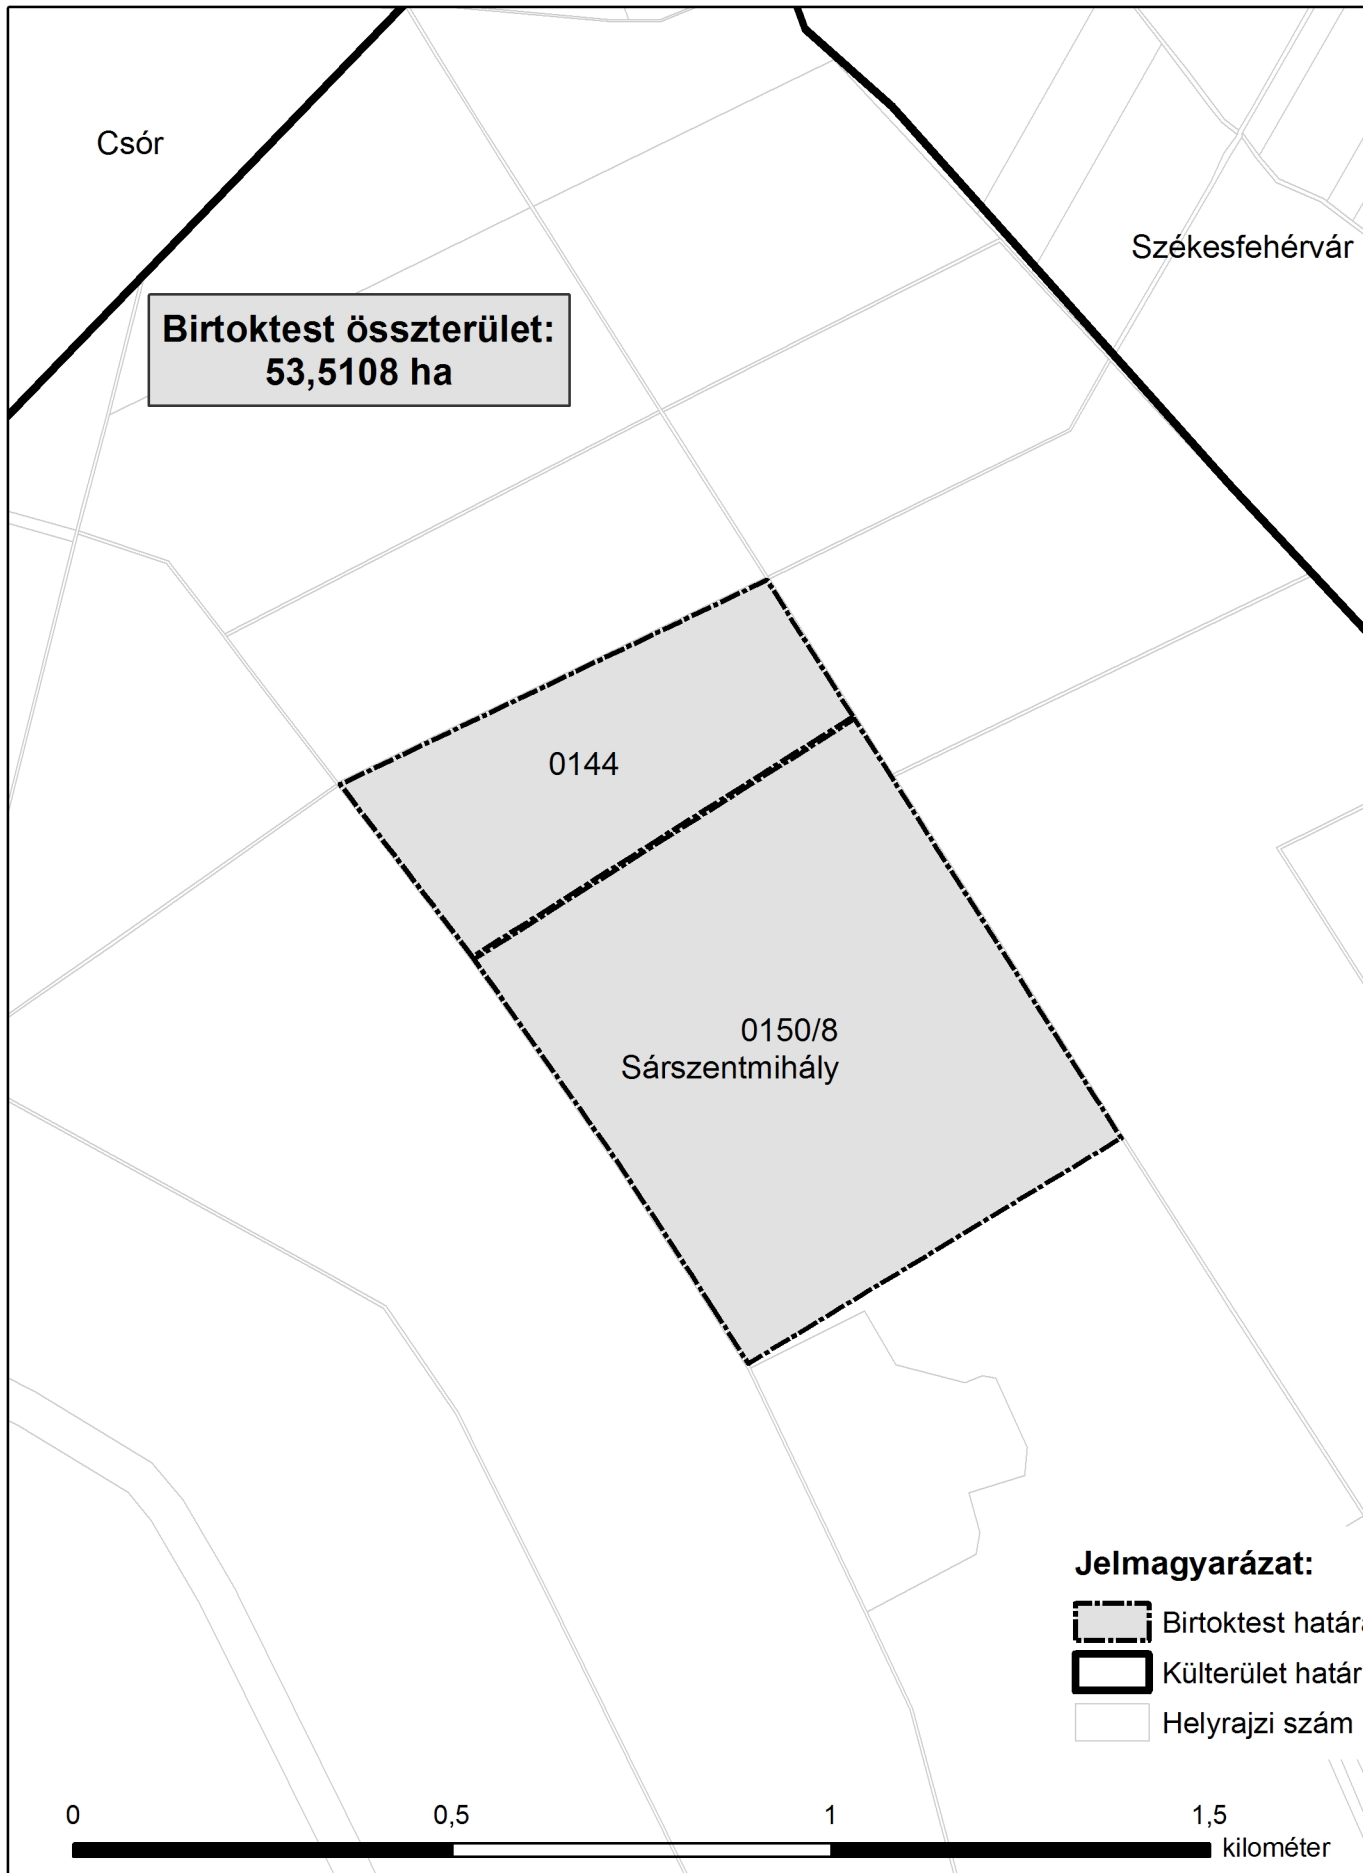 Csór
Székesfehérvár
Birtoktest összterület:
53,5108 ha
0144
0150/8
Sárszentmihály
Jelmagyarázat:
Birtoktest határa
Külterület határ
Helyrajzi szám
0 0,5 1 1,5
kilométer